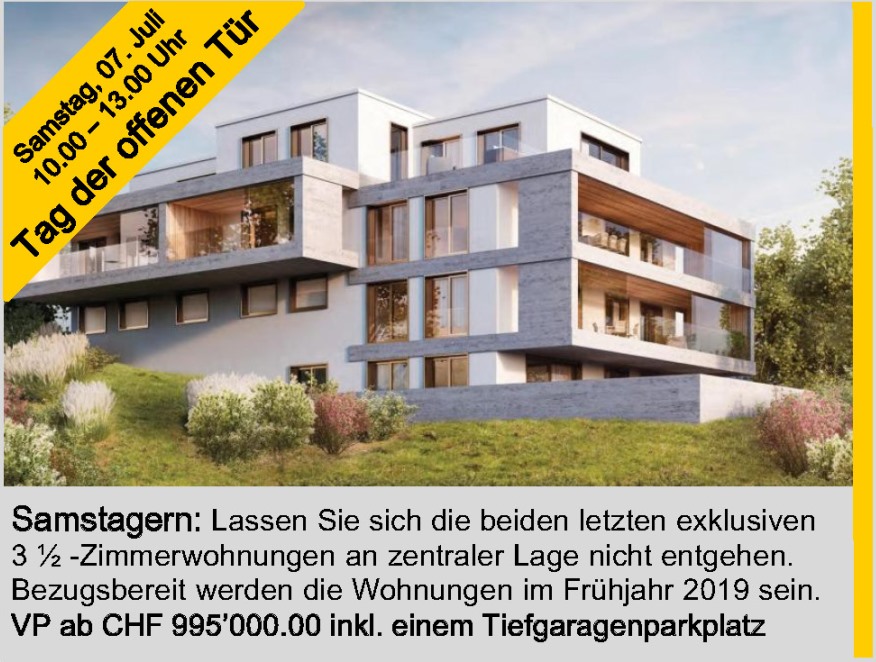 Samstag, 07. Juli
10.00 – 13.00 Uhr
Tag der offenen Tür
Samstagern: Lassen Sie sich die beiden letzten exklusiven
3 ½ -Zimmerwohnungen an zentraler Lage nicht entgehen.
Bezugsbereit werden die Wohnungen im Frühjahr 2019 sein.
VP ab CHF 995’000.00 inkl. einem Tiefgaragenparkplatz